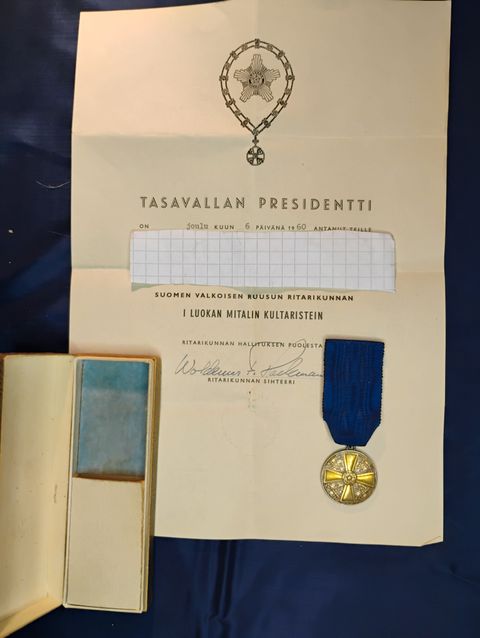 TASAVALLAN PRESIDENTTI
ON joulu KUUN 6 PÄIVÄNÄ 1960 ANTANUT TEILLE
SUOMEN VALKOISEN RUUSUN RITARIKUNNAN
I LUOKAN MITALIN KULTARISTEIN
RITARIKUNNAN HALLITUKSEN PUOLESTA
RITARIKUNNAN SIHTEERI